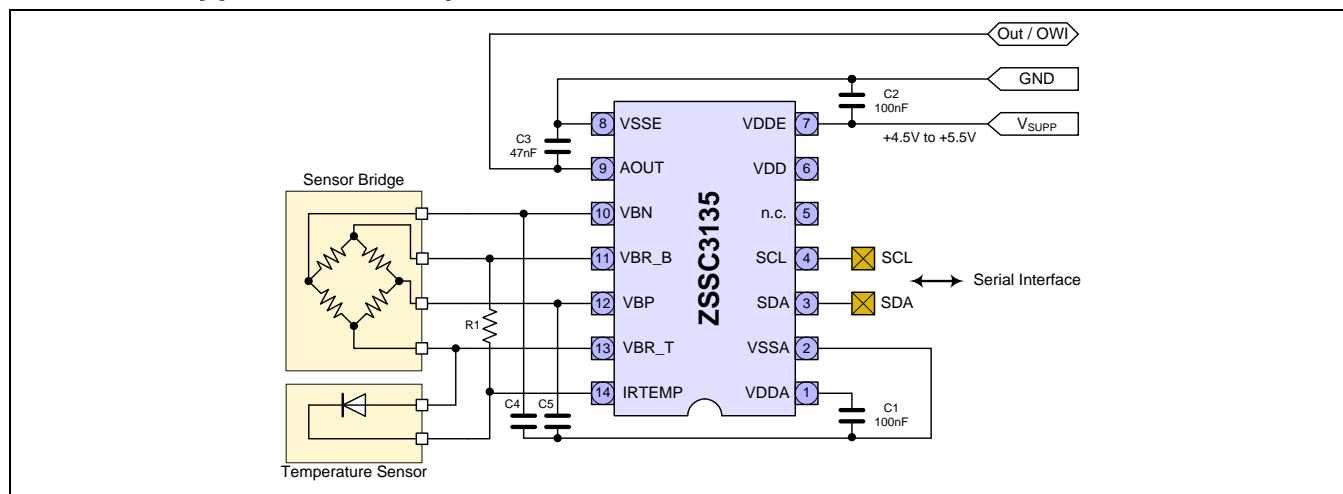 Out / OWI
GND
C2
100nF
V_SUPP
+4.5V to +5.5V
8 VSSE
VDDE 7
C3
47nF
9 AOUT
VDD 6
Sensor Bridge
10 VBN
n.c. 5
ZSSC3135
11 VBR_B
SCL 4
SCL
Serial Interface
12 VBP
SDA 3
SDA
R1
13 VBR_T
VSSA 2
14 IRTEMP
VDDA 1
C4
C5
C1
100nF
Temperature Sensor